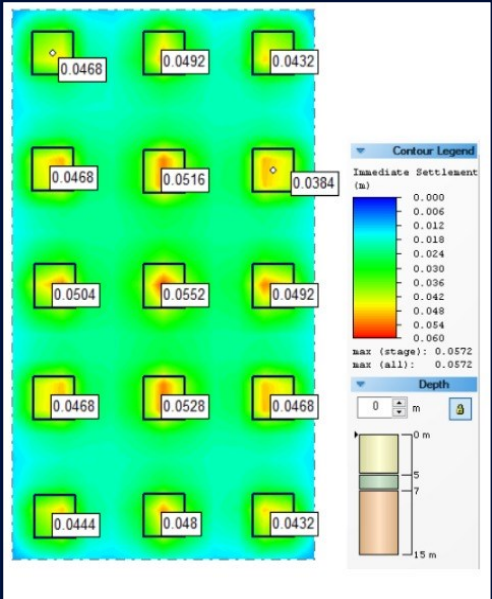 0.0468 0.0492 0.0432
0.0468 0.0516 0.0384
0.0504 0.0552 0.0492
0.0468 0.0528 0.0468
0.0444 0.048 0.0432
Contour Legend
Immediate Settlement
(m)
0.000
0.006
0.012
0.018
0.024
0.030
0.036
0.042
0.048
0.054
0.060
max (stage): 0.0572
max (all): 0.0572
Depth
0 m
0 m
5
7
15 m